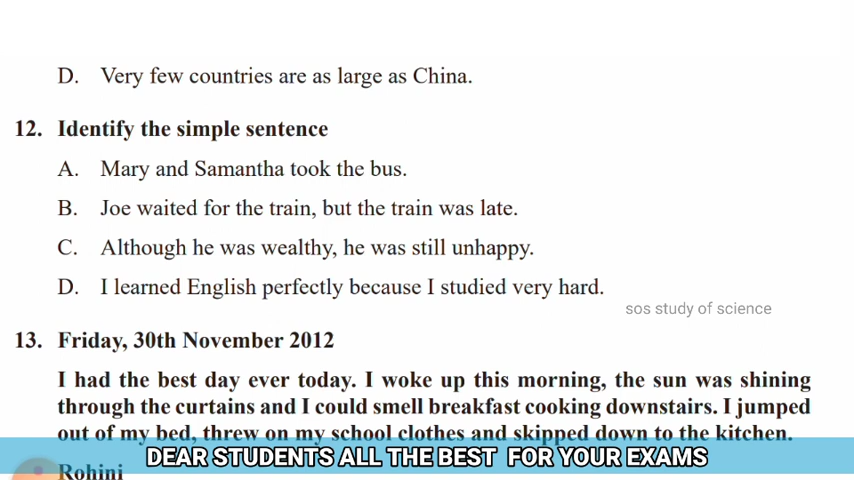 D. Very few countries are as large as China.
12. Identify the simple sentence
A. Mary and Samantha took the bus.
B. Joe waited for the train, but the train was late.
C. Although he was wealthy, he was still unhappy.
D. I learned English perfectly because I studied very hard.
sos study of science
13. Friday, 30th November 2012
I had the best day ever today. I woke up this morning, the sun was shining
through the curtains and I could smell breakfast cooking downstairs. I jumped
out of my bed, threw on my school clothes and skipped down to the kitchen.
DEAR STUDENTS ALL THE BEST FOR YOUR EXAMS
Rohini